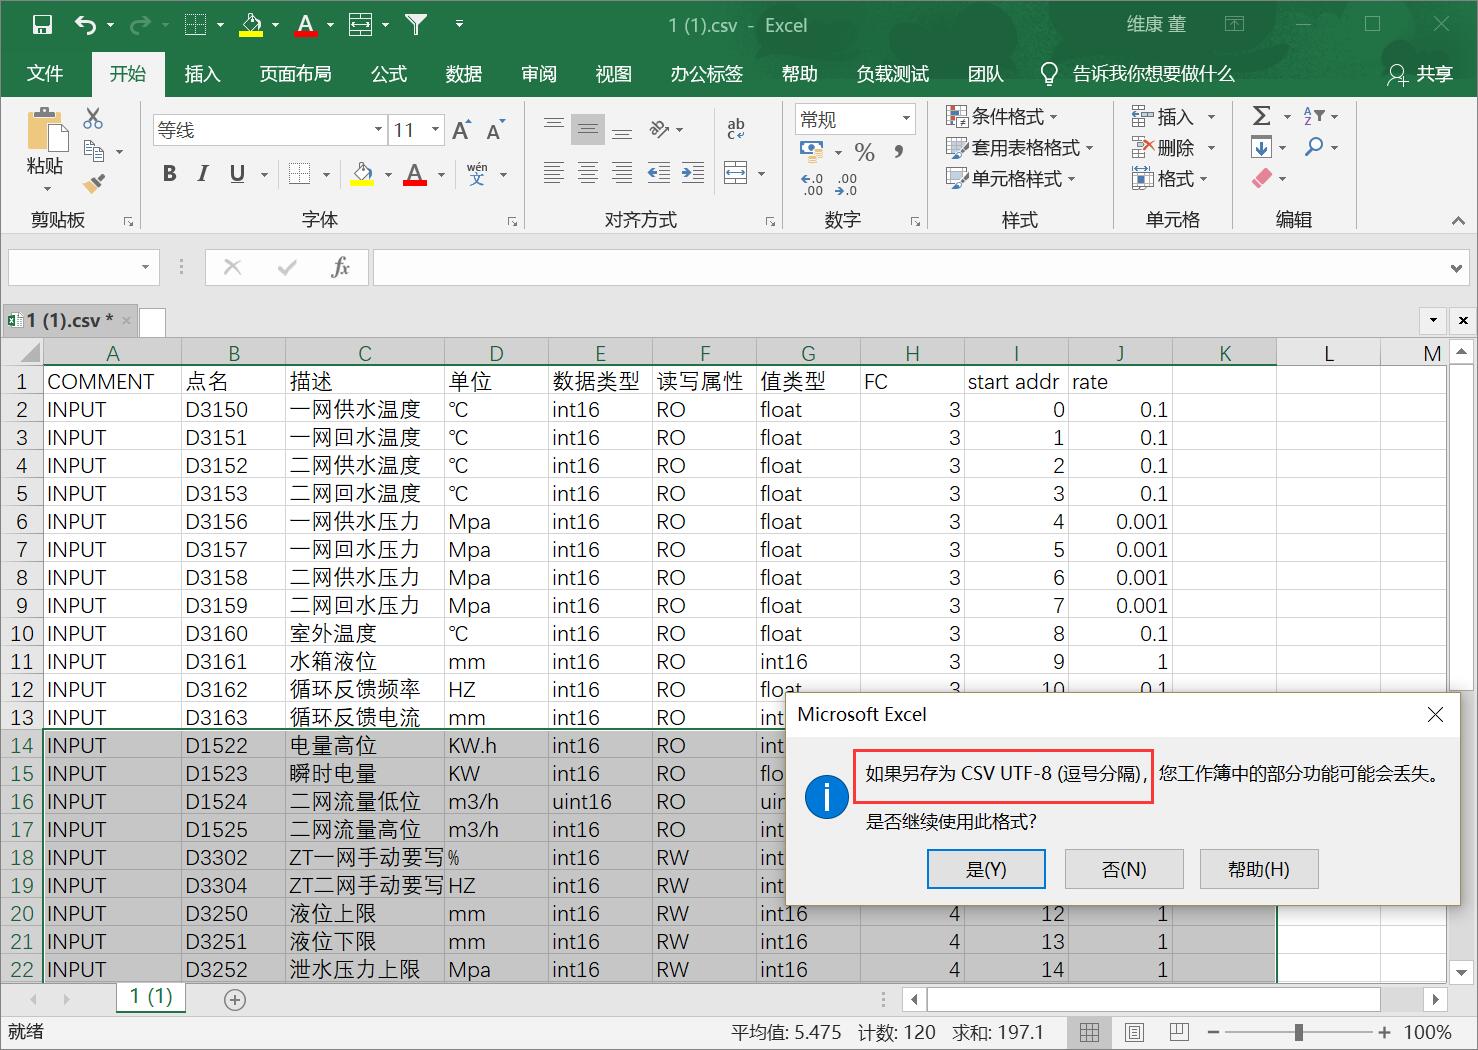 1 (1).csv - Excel 维康 董
文件 开始 插入 页面布局 公式 数据 审阅 视图 办公标签 帮助 负载测试 团队 告诉我你想要做什么 共享
粘贴
剪贴板
等线 11
B I U wén 文
字体
ab c
对齐方式
常规
% ,
.00 .00
数字
条件格式
套用表格格式
单元格样式
样式
插入
删除
格式
单元格
Σ A Z
编辑
fx
1 (1).csv *
A B C D E F G H I J K L M
1 COMMENT 点名 描述 单位 数据类型 读写属性 值类型 FC start addr rate
2 INPUT D3150 一网供水温度 ℃ int16 RO float 3 0 0.1
3 INPUT D3151 一网回水温度 ℃ int16 RO float 3 1 0.1
4 INPUT D3152 二网供水温度 ℃ int16 RO float 3 2 0.1
5 INPUT D3153 二网回水温度 ℃ int16 RO float 3 3 0.1
6 INPUT D3156 一网供水压力 Mpa int16 RO float 3 4 0.001
7 INPUT D3157 一网回水压力 Mpa int16 RO float 3 5 0.001
8 INPUT D3158 二网供水压力 Mpa int16 RO float 3 6 0.001
9 INPUT D3159 二网回水压力 Mpa int16 RO float 3 7 0.001
10 INPUT D3160 室外温度 ℃ int16 RO float 3 8 0.1
11 INPUT D3161 水箱液位 mm int16 RO int16 3 9 1
12 INPUT D3162 循环反馈频率 HZ int16 RO float 3 10 0.1
13 INPUT D3163 循环反馈电流 mm int16 RO int
14 INPUT D1522 电量高位 KW.h int16 RO int
15 INPUT D1523 瞬时电量 KW int16 RO flo
16 INPUT D1524 二网流量低位 m3/h uint16 RO uin
17 INPUT D1525 二网流量高位 m3/h int16 RO int
18 INPUT D3302 ZT一网手动要写 % int16 RW int
19 INPUT D3304 ZT二网手动要写 HZ int16 RW int
20 INPUT D3250 液位上限 mm int16 RW int16 4 12 1
21 INPUT D3251 液位下限 mm int16 RW int16 4 13 1
22 INPUT D3252 泄水压力上限 Mpa int16 RW int16 4 14 1
Microsoft Excel
如果另存为 CSV UTF-8 (逗号分隔)，您工作簿中的部分功能可能会丢失。
是否继续使用此格式?
是(Y) 否(N) 帮助(H)
1 (1)
就绪 平均值: 5.475 计数: 120 求和: 197.1 100%